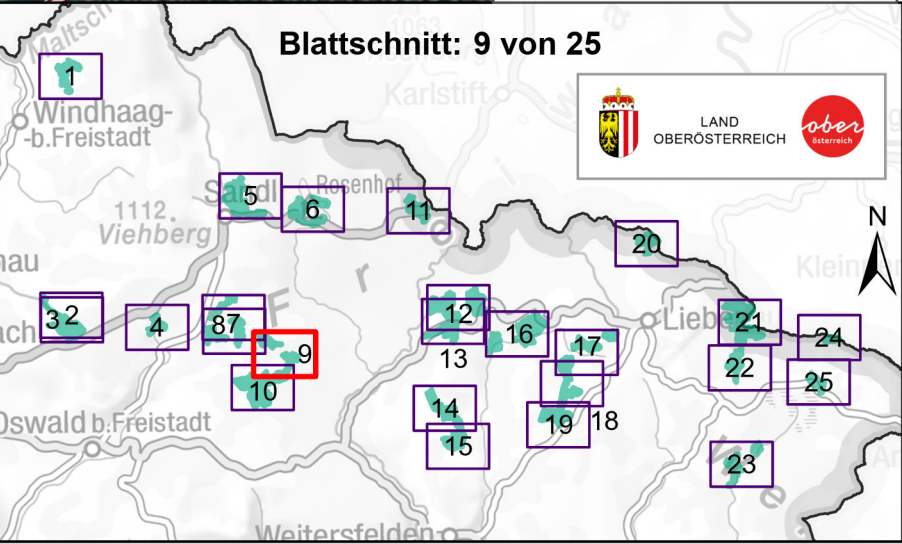 1063
Maltsch
Blattschnitt: 9 von 25
1
Karlstift
Windhaag-
-b.Freistadt
LAND
OBERÖSTERREICH
ober
österreich
Sandl
5
Rosenhof
6
11
1112
Viehberg
N
20
nau
Klein
F
r
3
2
4
87
9
10
12
13
16
17
Liebe
21
24
22
25
ach
14
15
18
19
Oswald b.Freistadt
23
Weitersfelden